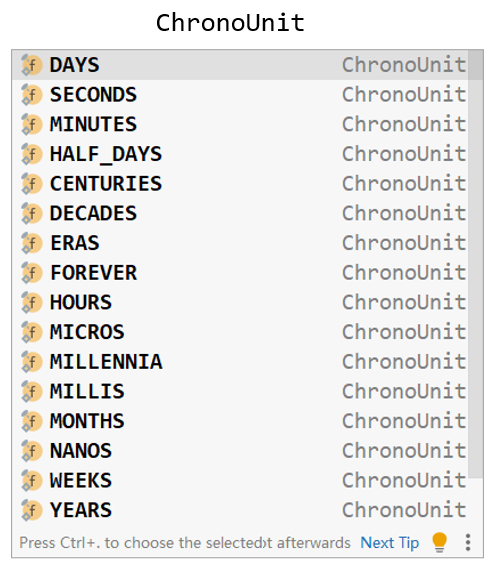 ChronoUnit
DAYS ChronoUnit
SECONDS ChronoUnit
MINUTES ChronoUnit
HALF_DAYS ChronoUnit
CENTURIES ChronoUnit
DECADES ChronoUnit
ERAS ChronoUnit
FOREVER ChronoUnit
HOURS ChronoUnit
MICROS ChronoUnit
MILLENNIA ChronoUnit
MILLIS ChronoUnit
MONTHS ChronoUnit
NANOS ChronoUnit
WEEKS ChronoUnit
YEARS ChronoUnit
Press Ctrl+. to choose the selected afterwards Next Tip